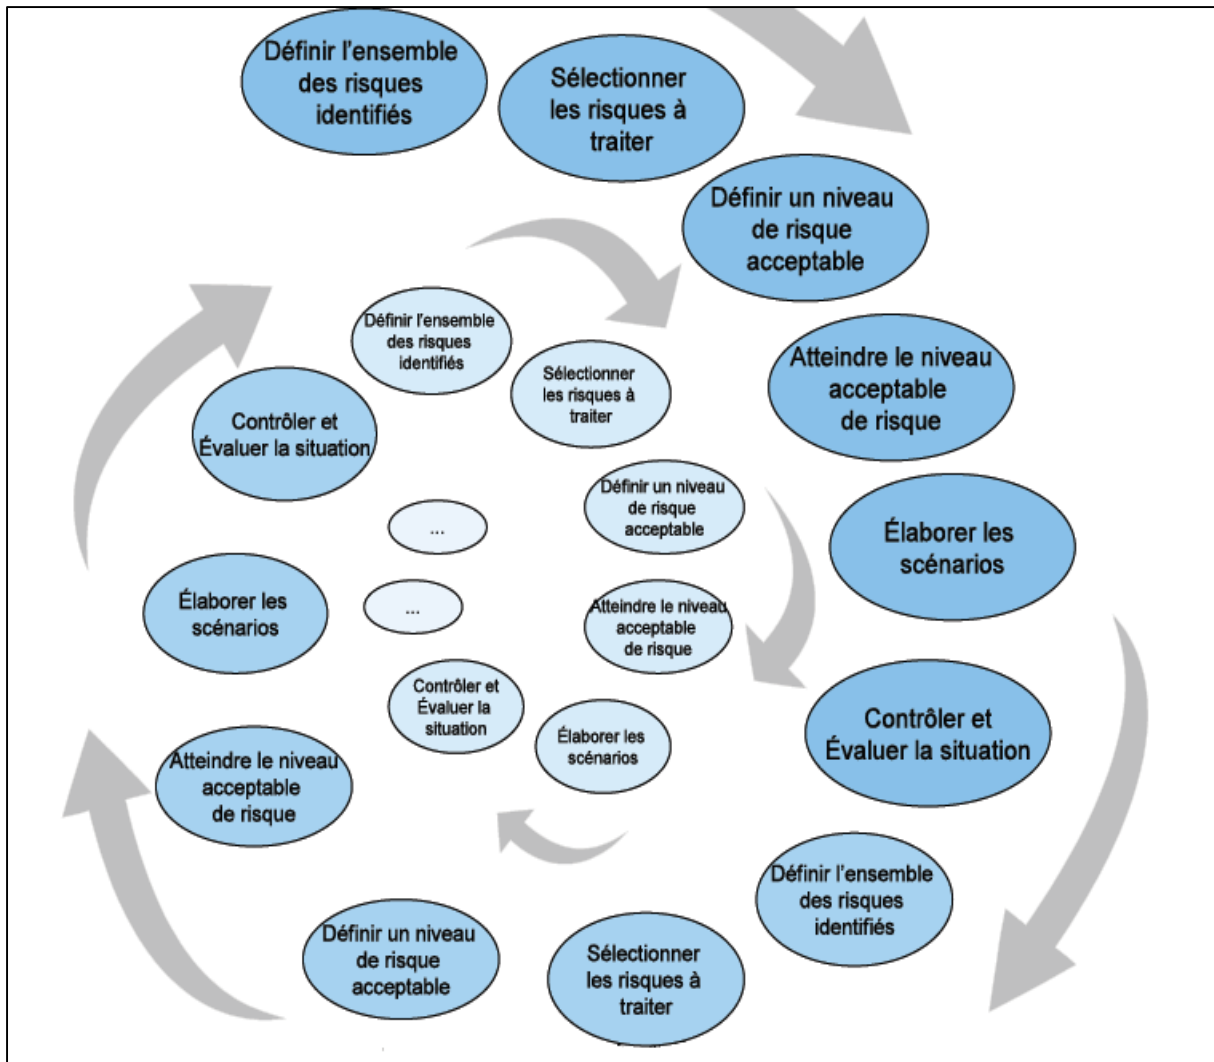 Définir l'ensemble
des risques
identifiés
Sélectionner
les risques à
traiter
Définir un niveau
de risque
acceptable
Atteindre le niveau
acceptable
de risque
Élaborer les
scénarios
Contrôler et
Évaluer la situation
Définir l'ensemble
des risques
identifiés
Sélectionner
les risques à
traiter
Définir un niveau
de risque
acceptable
Atteindre le niveau
acceptable
de risque
Élaborer les
scénarios
Contrôler et
Évaluer la situation
Définir l'ensemble
des risques
identifiés
Sélectionner
les risques à
traiter
Définir un niveau
de risque
acceptable
Atteindre le niveau
acceptable
de risque
Élaborer les
scénarios
Contrôler et
Évaluer la
situation
...
...